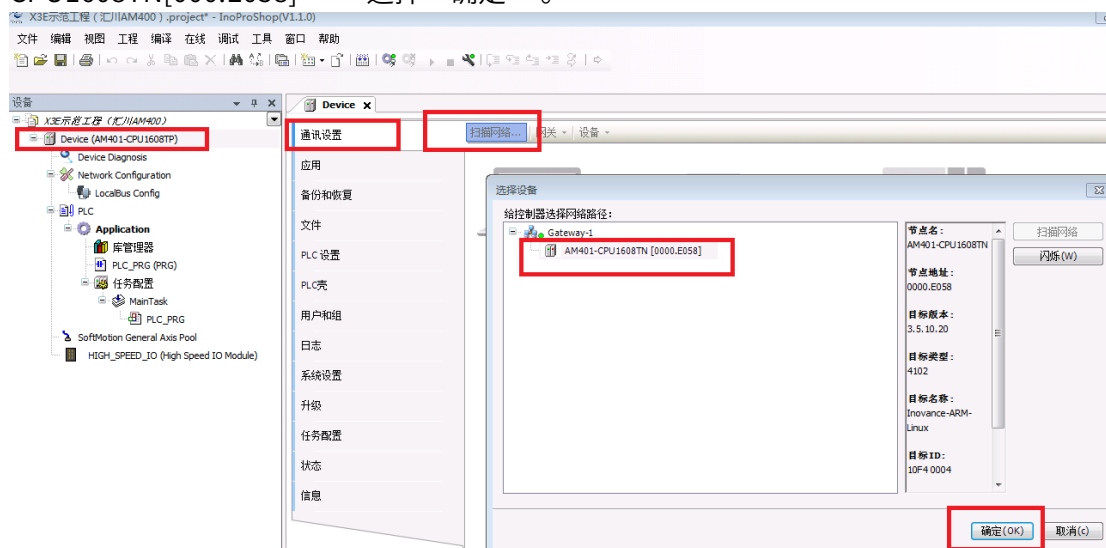 X3E示范工程（汇川AM400）.project* - InoProShop(V1.1.0)
文件 编辑 视图 工程 编译 在线 调试 工具 窗口 帮助
设备
Device
X3E示范工程（汇川AM400）
Device (AM401-CPU1608TP)
Device Diagnosis
Network Configuration
LocalBus Config
PLC
Application
库管理器
PLC_PRG (PRG)
任务配置
MainTask
PLC_PRG
SoftMotion General Axis Pool
HIGH_SPEED_IO (High Speed IO Module)
通讯设置
应用
备份和恢复
文件
PLC 设置
PLC壳
用户和组
日志
系统设置
升级
任务配置
状态
信息
扫描网络... 网关 设备
选择设备
给控制器选择网络路径：
Gateway-1
AM401-CPU1608TN [0000.E058]
节点名：
AM401-CPU1608TN
节点地址：
0000.E058
目标版本：
3.5.10.20
目标类型：
4102
目标名称：
Inovance-ARM-
Linux
目标ID：
10F4 0004
扫描网络
闪烁(W)
确定(OK) 取消(c)